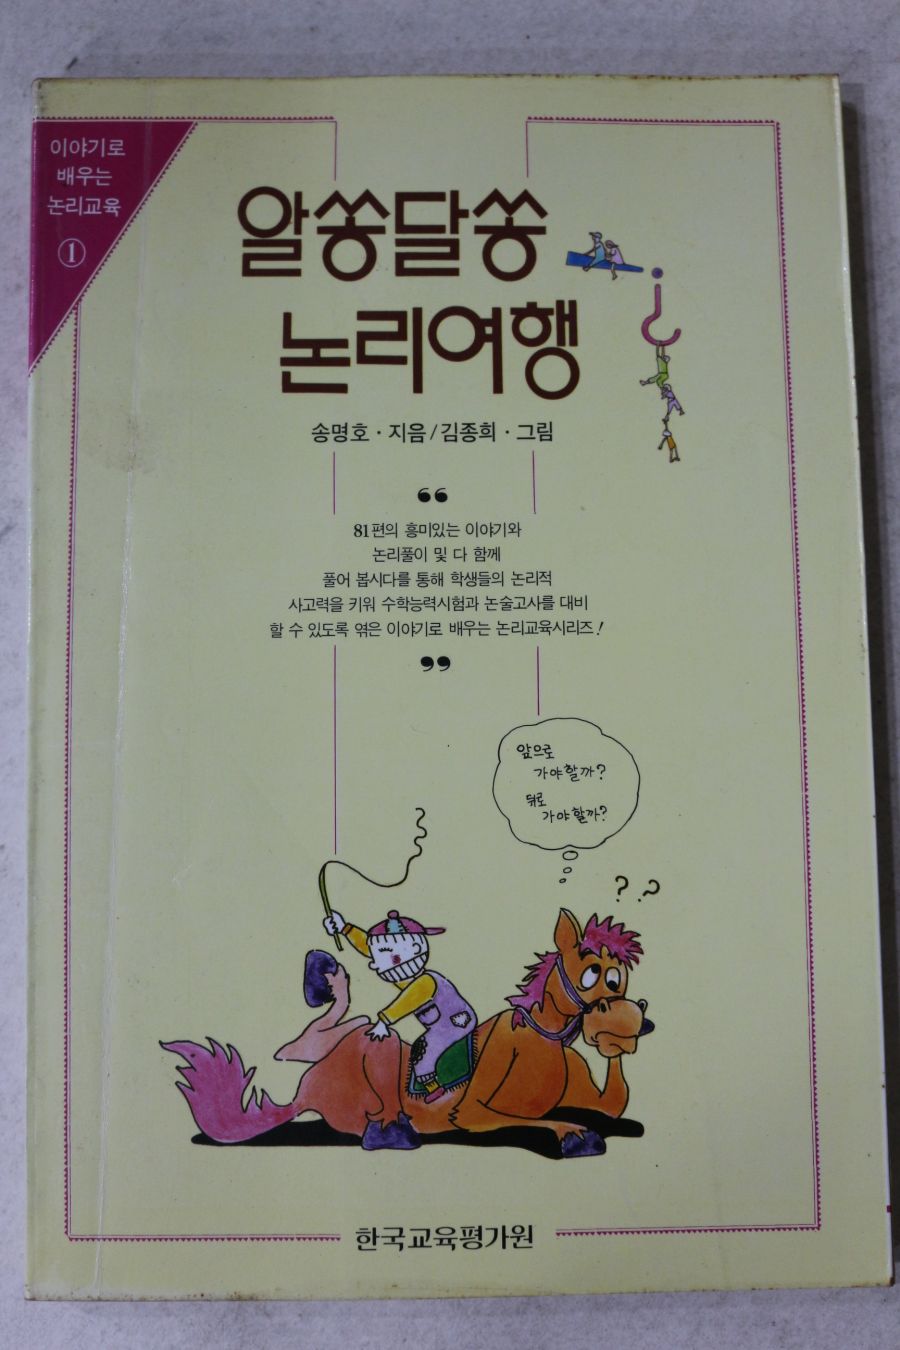 이야기로
배우는
논리교육
①
알쏭달쏭
논리여행
송명호 · 지음 / 김종희 · 그림
❝
81편의 흥미있는 이야기와
논리풀이 및 다 함께
풀어 봅시다를 통해 학생들의 논리적
사고력을 키워 수학능력시험과 논술고사를 대비
할 수 있도록 엮은 이야기로 배우는 논리교육시리즈!
❞
앞으로
가야할까?
뒤로
가야할까?
? ? ?
한국교육평가원